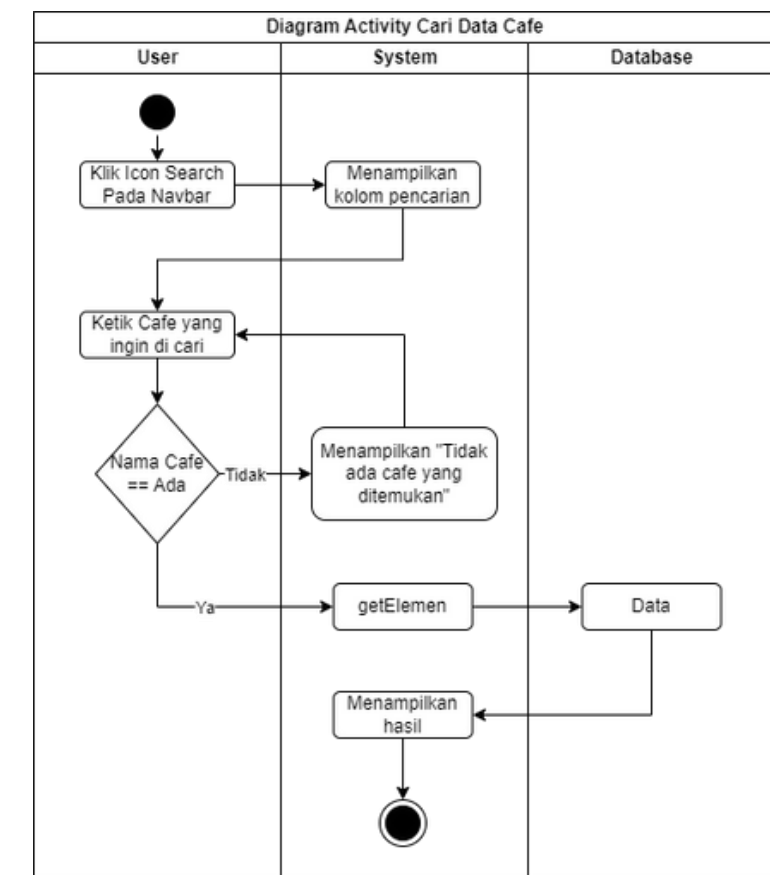 Diagram Activity Cari Data Cafe
User
System
Database
Klik Icon Search
Pada Navbar
Menampilkan
kolom pencarian
Ketik Cafe yang
ingin di cari
Nama Cafe
== Ada
Tidak
Menampilkan "Tidak
ada cafe yang
ditemukan"
Ya
getElemen
Data
Menampilkan
hasil